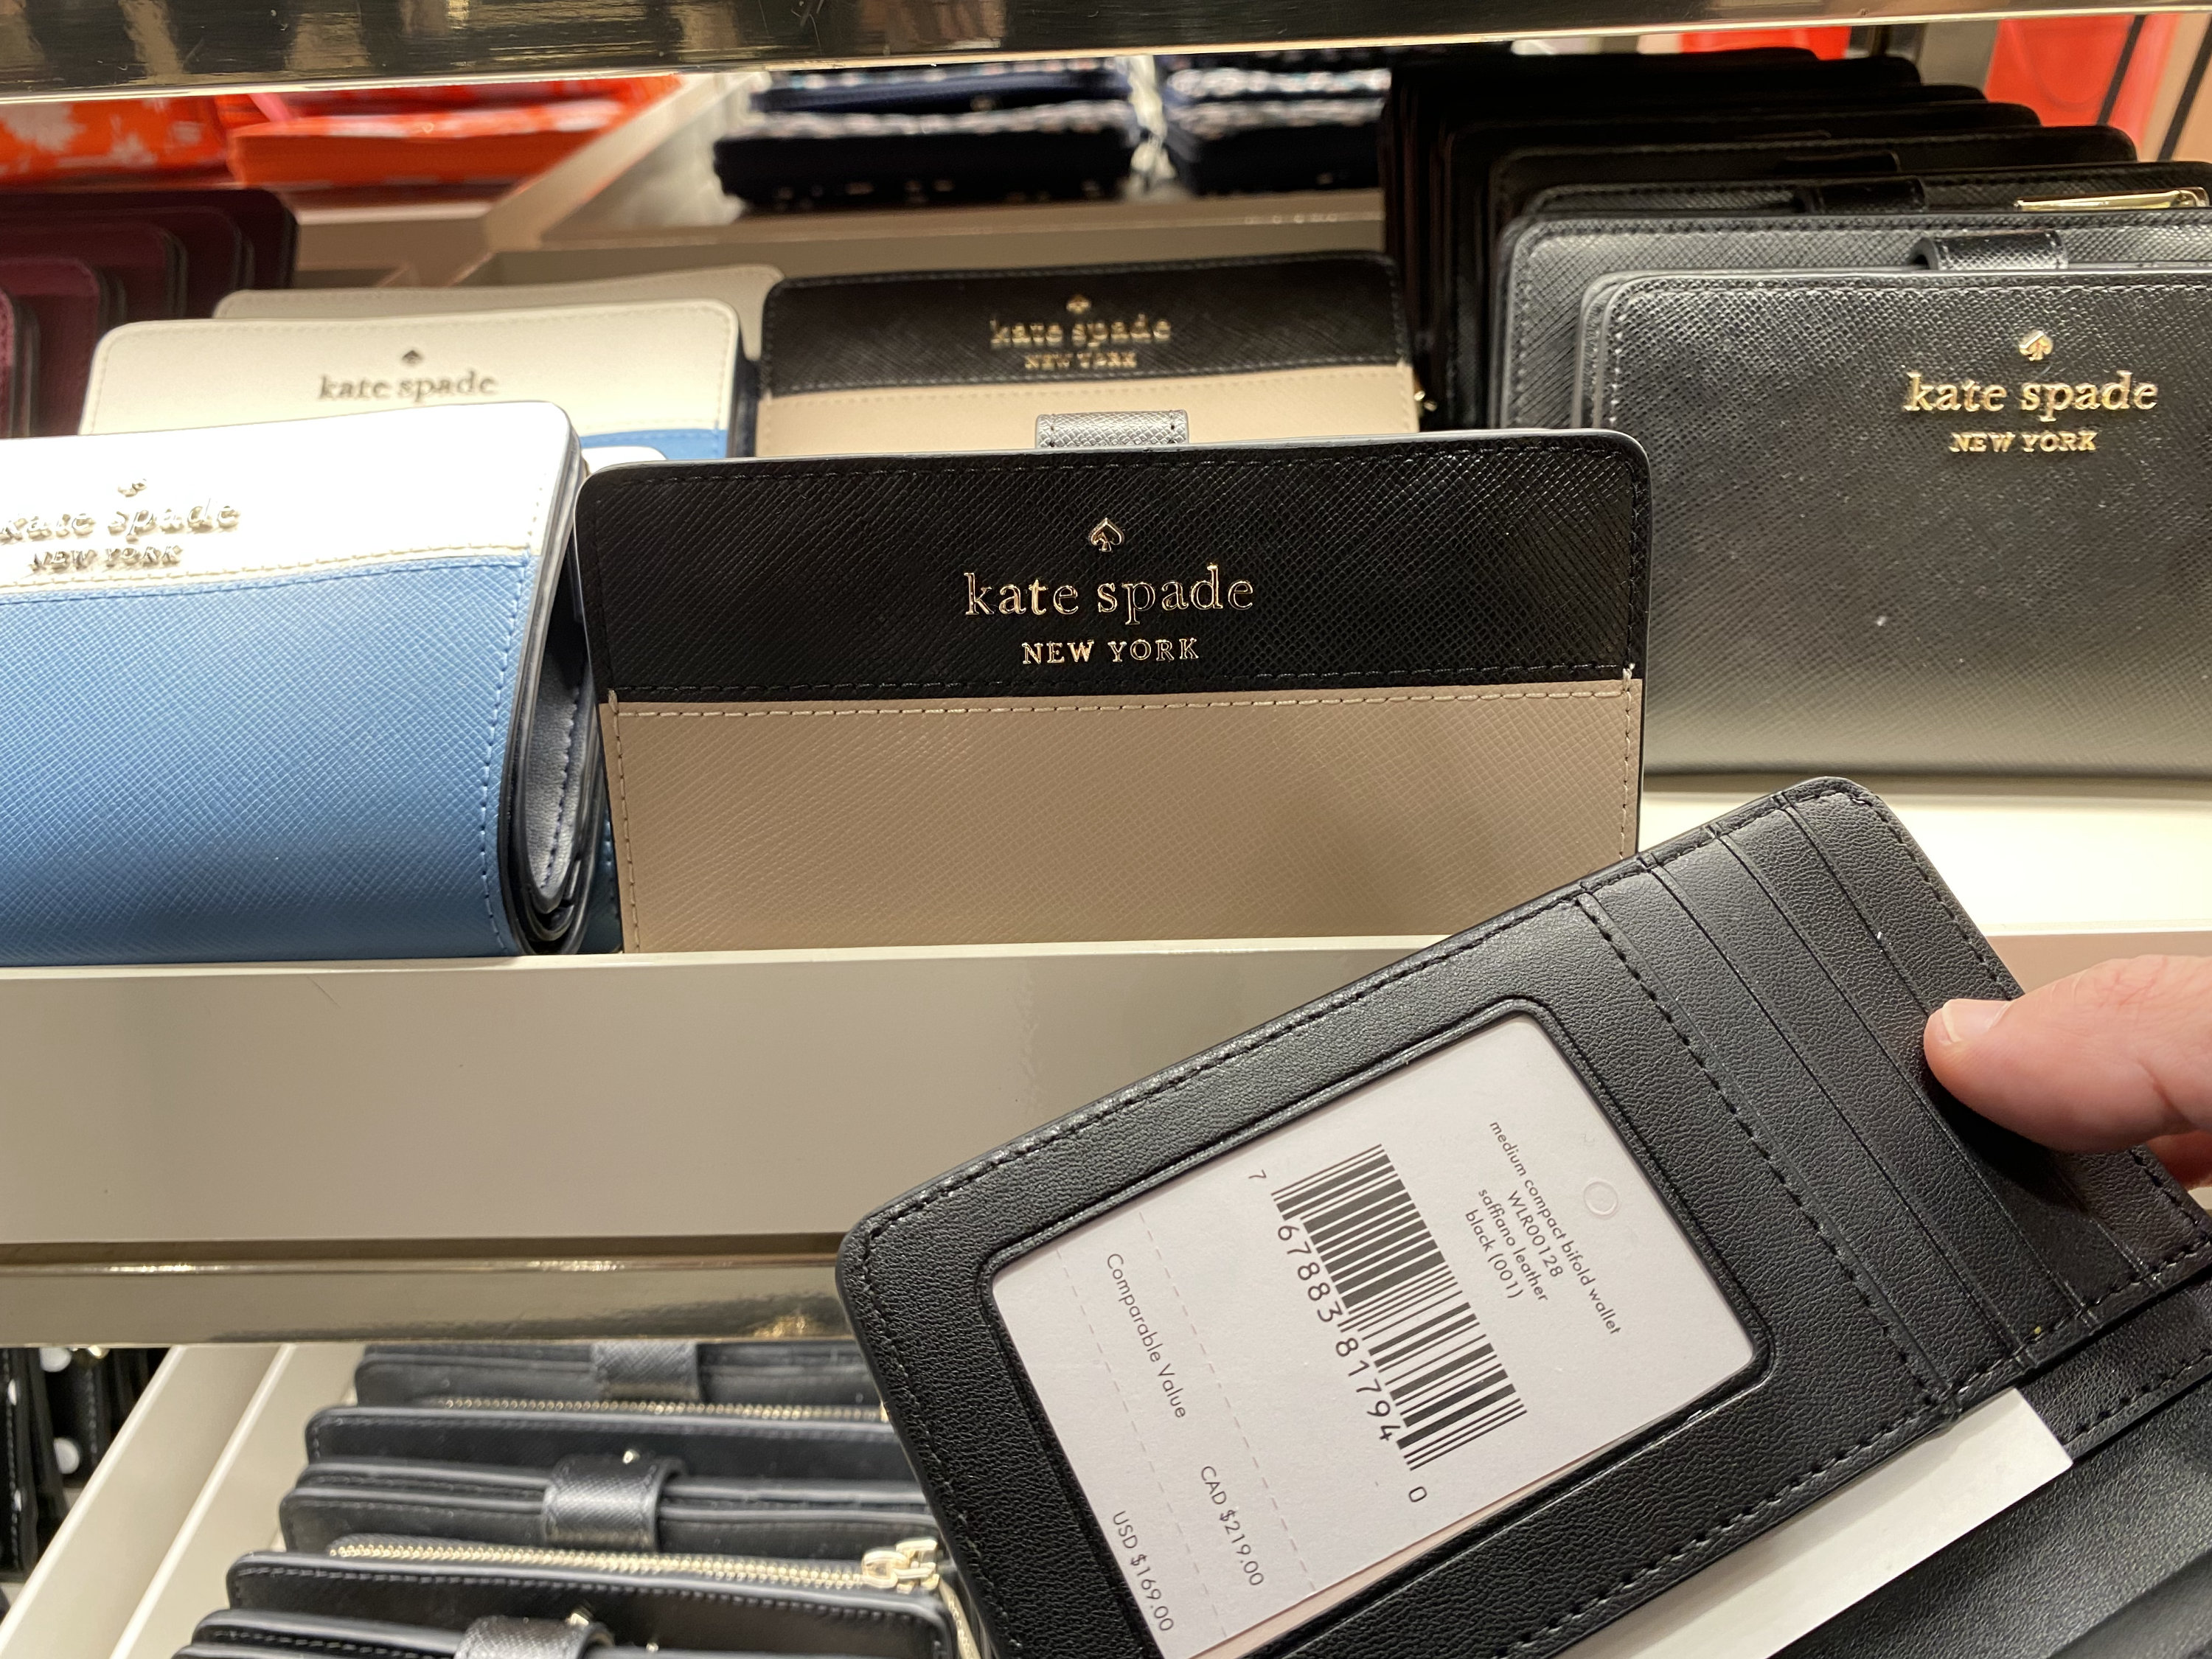 kate spade
NEW YORK
kate spade
kate spade
NEW YORK
kate spade
NEW YORK
kate spade
NEW YORK
medium compact bifold wallet
WLR00128
saffiano leather
black (001)
7 67883 81794 0
CAD $219.00
Comparable Value USD $169.00